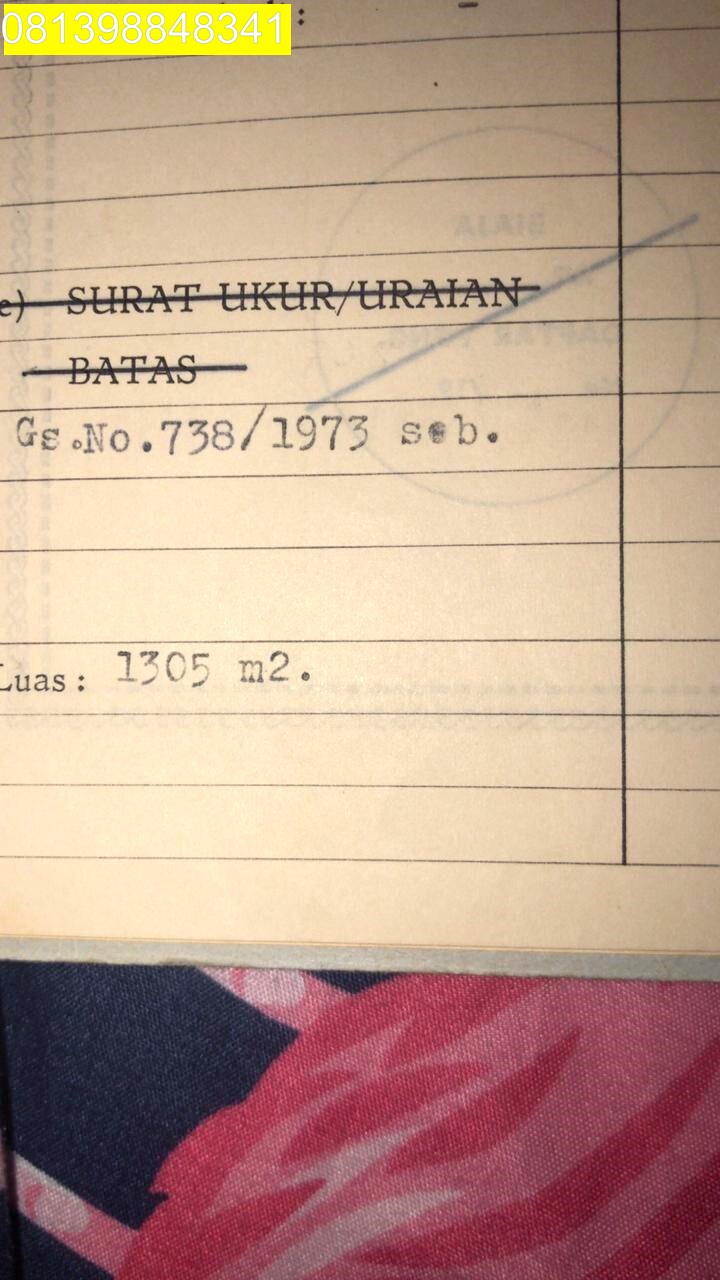 081398848341
e) SURAT UKUR/URAIAN
BATAS
Gs.No.738/1973 seb.
Luas: 1305 m2.